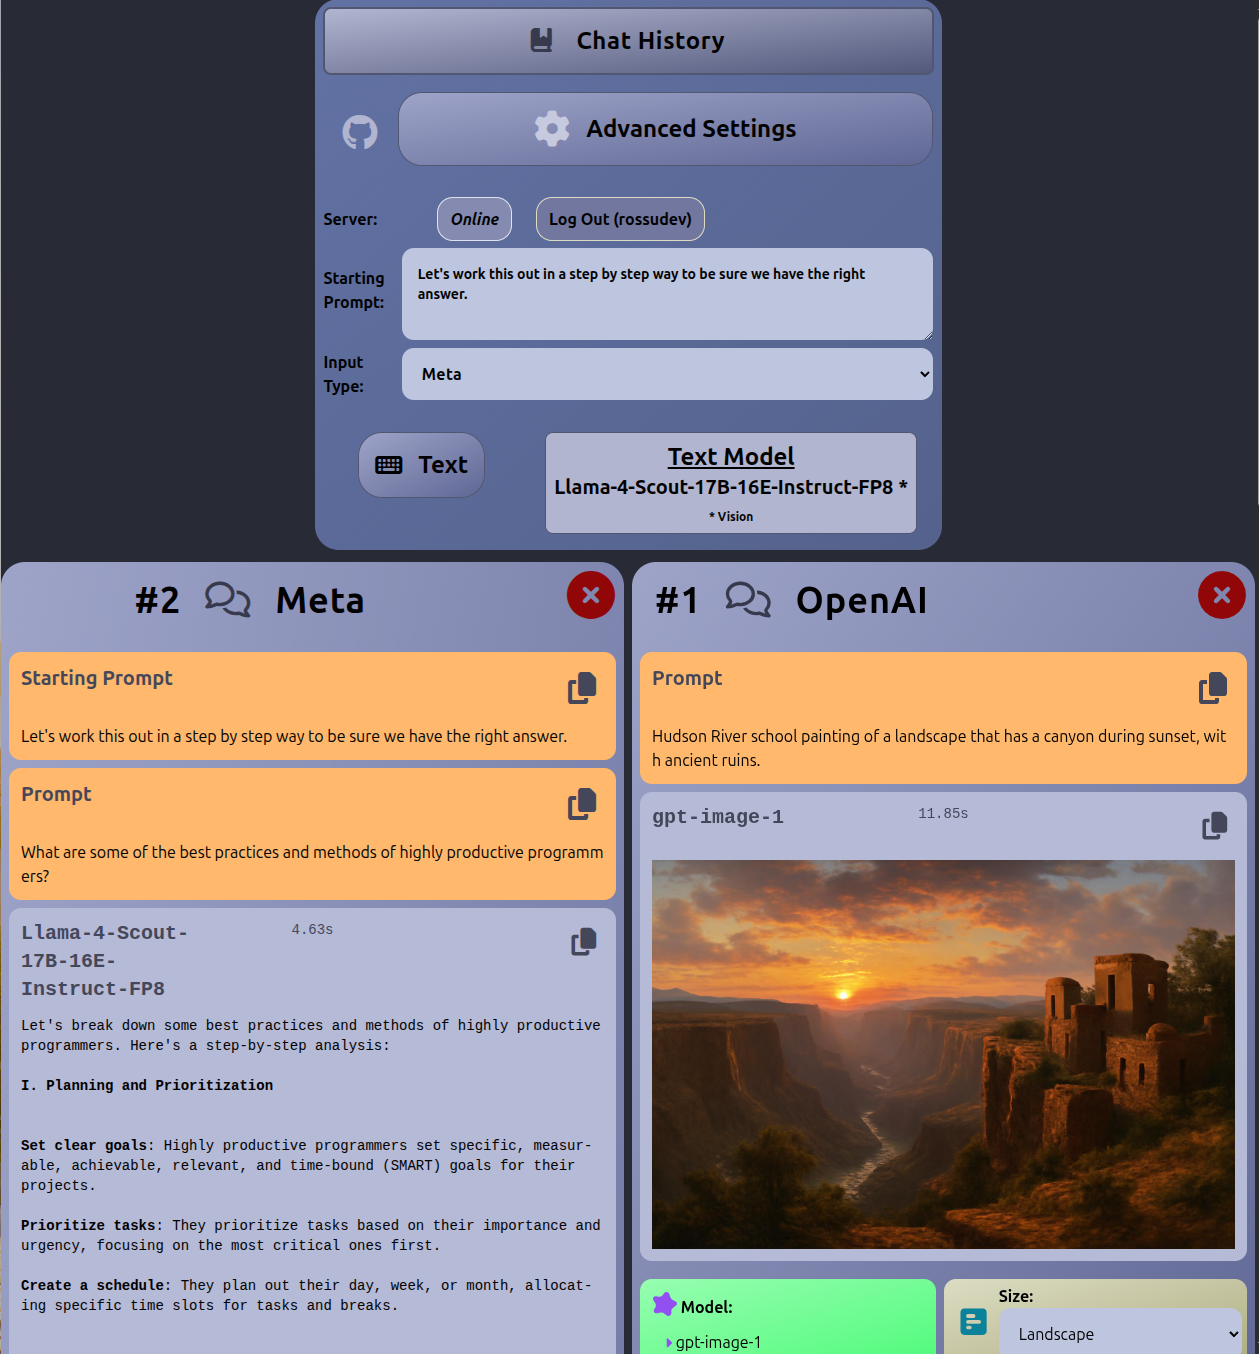 Chat History
Advanced Settings
Server:
Online
Log Out (rossudev)
Starting
Prompt:
Let's work this out in a step by step way to be sure we have the right
answer.
Input
Type:
Meta
Text
Text Model
Llama-4-Scout-17B-16E-Instruct-FP8 *
* Vision
#2 Meta
Starting Prompt
Let's work this out in a step by step way to be sure we have the right answer.
Prompt
What are some of the best practices and methods of highly productive programm
ers?
Llama-4-Scout-
17B-16E-
Instruct-FP8
4.63s
Let's break down some best practices and methods of highly productive
programmers. Here's a step-by-step analysis:
I. Planning and Prioritization
Set clear goals: Highly productive programmers set specific, measur-
able, achievable, relevant, and time-bound (SMART) goals for their
projects.
Prioritize tasks: They prioritize tasks based on their importance and
urgency, focusing on the most critical ones first.
Create a schedule: They plan out their day, week, or month, allocat-
ing specific time slots for tasks and breaks.
#1 OpenAI
Prompt
Hudson River school painting of a landscape that has a canyon during sunset, wit
h ancient ruins.
gpt-image-1
11.85s
Model:
gpt-image-1
Size:
Landscape